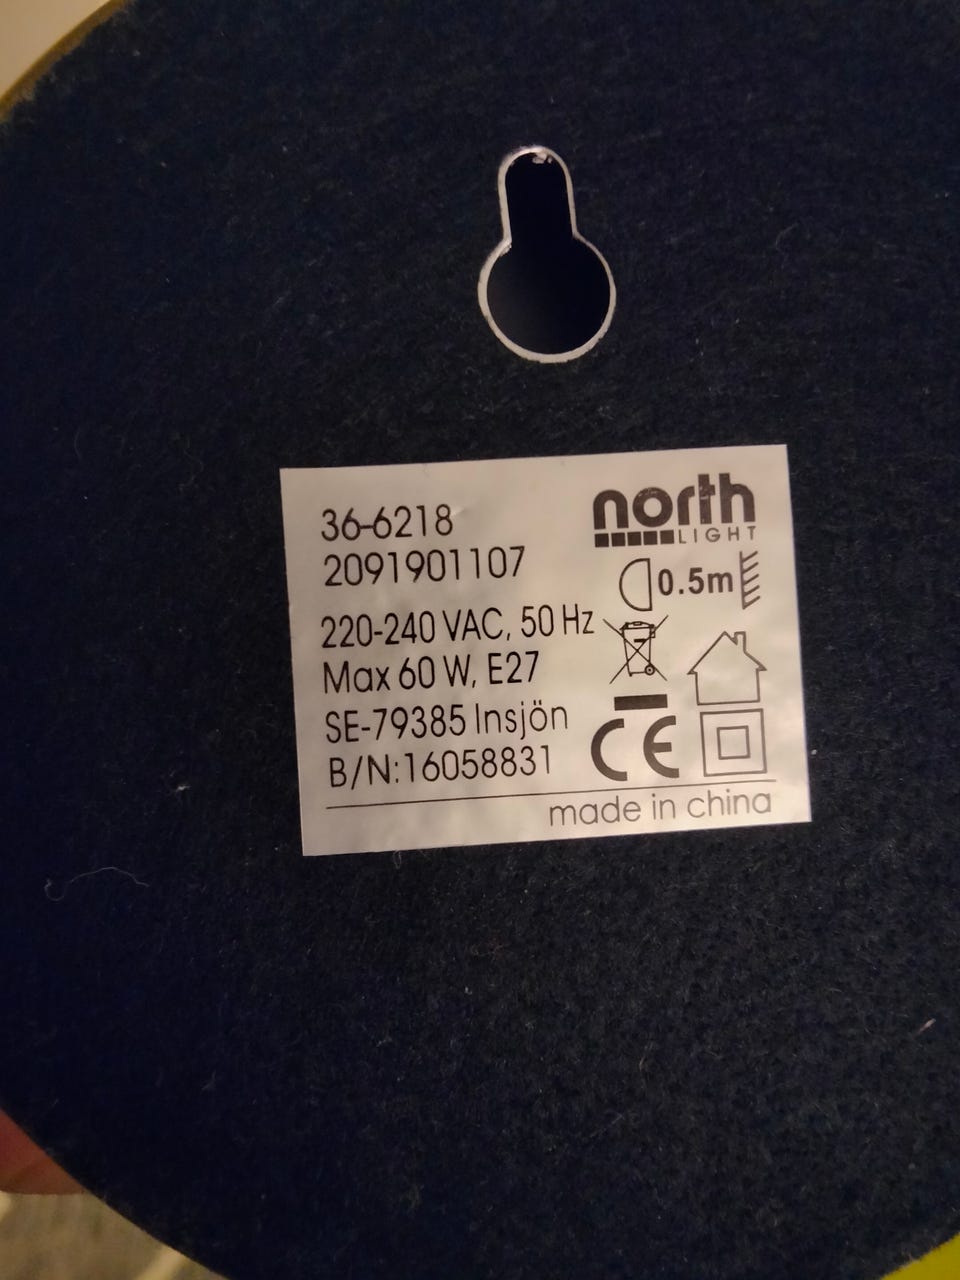 36-6218
2091901107
north
LIGHT
0.5m
220-240 VAC, 50 Hz
Max 60 W, E27
SE-79385 Insjön
B/N:16058831
CE
made in china